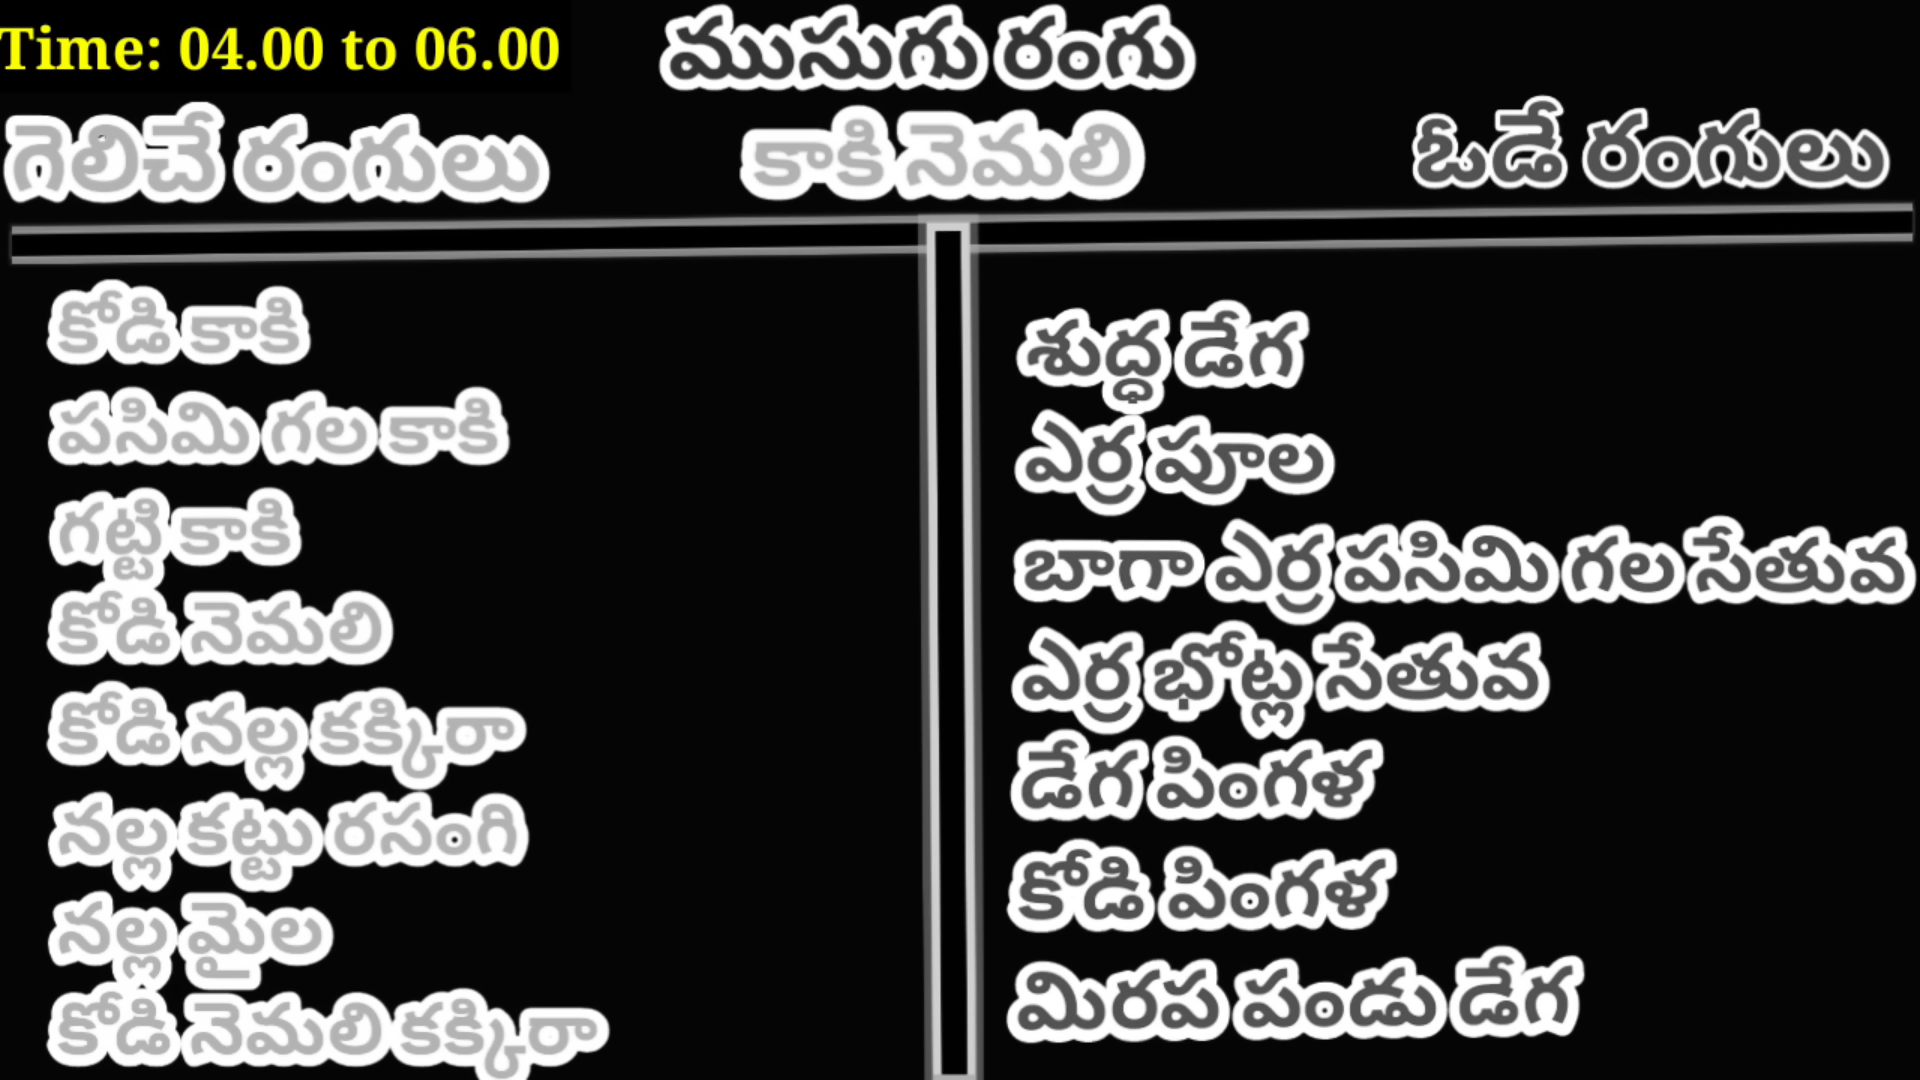 Time: 04.00 to 06.00
ముసుగు రంగు
గెలిచే రంగులు
కాకి నెమలి
ఓడే రంగులు
కోడి కాకి
పసిమి గల కాకి
గట్టి కాకి
కోడి నెమలి
కోడి నల్ల కక్కిరా
నల్ల కట్టు రసంగి
నల్ల మైల
కోడి నెమలి కక్కిరా
శుద్ధ డేగ
ఎర్ర పూల
బాగా ఎర్ర పసిమి గల సేతువ
ఎర్ర భోట్ల సేతువ
డేగ పింగళ
కోడి పింగళ
మిరప పండు డేగ